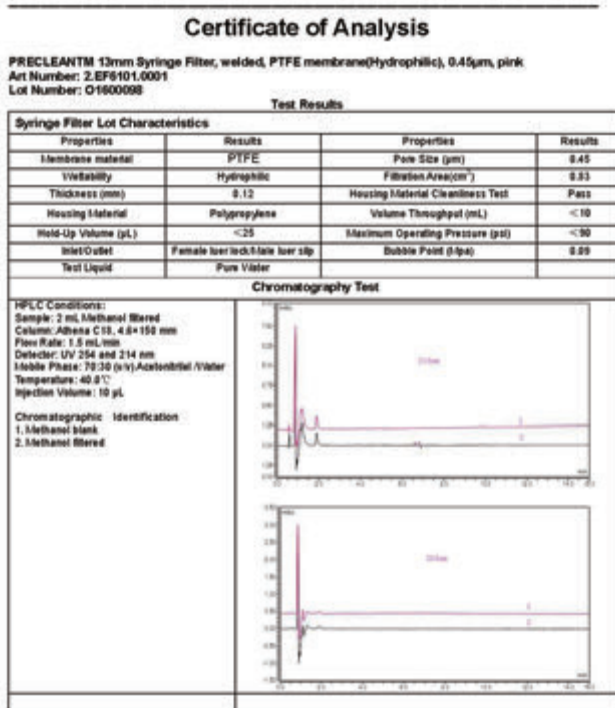 Certificate of Analysis
PRECLEANTM 13mm Syringe Filter, welded, PTFE membrane(Hydrophilic), 0.45μm, pink
Art Number: 2.EF6101.0001
Lot Number: O1600098
Test Results
Syringe Filter Lot Characteristics
Properties Results Properties Results
Membrane material PTFE Pore Size (μm) 0.45
Wettability Hydrophilic Filtration Area(cm²) 0.83
Thickness (mm) 0.12 Housing Material Cleanliness Test Pass
Housing Material Polypropylene Volume Throughput (mL) <10
Hold-Up Volume (μL) <25 Maximum Operating Pressure (psi) <90
Inlet/Outlet Female luer lock/Male luer slip Bubble Point (Mpa) 0.09
Test Liquid Pure Water
Chromatography Test
HPLC Conditions:
Sample: 2 mL Methanol filtered
Column: Athena C18, 4.6×150 mm
Flow Rate: 1.5 mL/min
Detector: UV 254 and 214 nm
Mobile Phase: 70:30 (v/v) Acetonitriel /Water
Temperature: 40.0℃
Injection Volume: 10 μL
Chromatographic Identification
1. Methanol blank
2. Methanol filtered